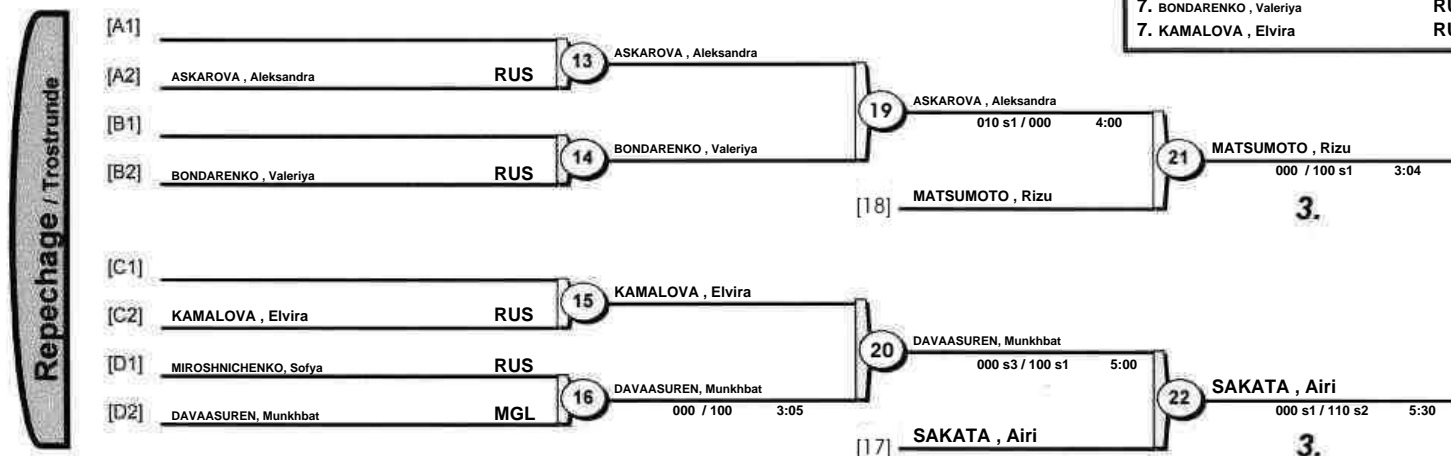 7. BONDARENKO , Valeriya RU
7. KAMALOVA , Elvira RU
Repechage / Trostrunde
[A1]
[A2] ASKAROVA , Aleksandra RUS
13 ASKAROVA , Aleksandra
[B1]
[B2] BONDARENKO , Valeriya RUS
14 BONDARENKO , Valeriya
19 ASKAROVA , Aleksandra
010 s1 / 000 4:00
[18] MATSUMOTO , Rizu
21 MATSUMOTO , Rizu
000 / 100 s1 3:04
3.
[C1]
[C2] KAMALOVA , Elvira RUS
15 KAMALOVA , Elvira
[D1] MIROSHNICHENKO, Sofya RUS
[D2] DAVAASUREN, Munkhbat MGL
16 DAVAASUREN, Munkhbat
000 / 100 3:05
20 DAVAASUREN, Munkhbat
000 s3 / 100 s1 5:00
[17] SAKATA , Airi
22 SAKATA , Airi
000 s1 / 110 s2 5:30
3.